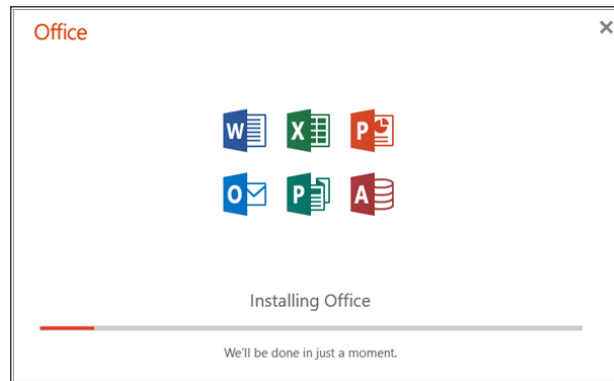 Office
W X P
O P A
Installing Office
We'll be done in just a moment.